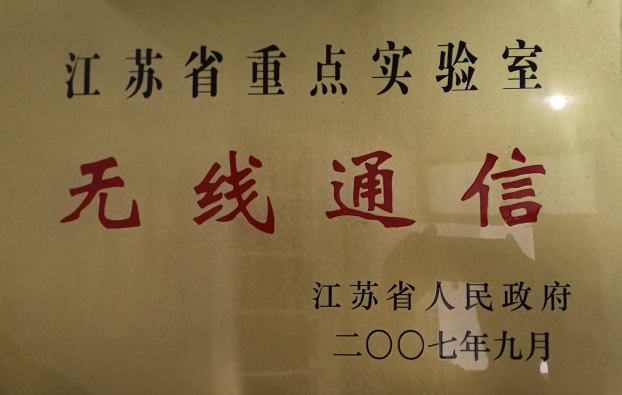 江苏省重点实验室
无线通信
江苏省人民政府
二〇〇七年九月